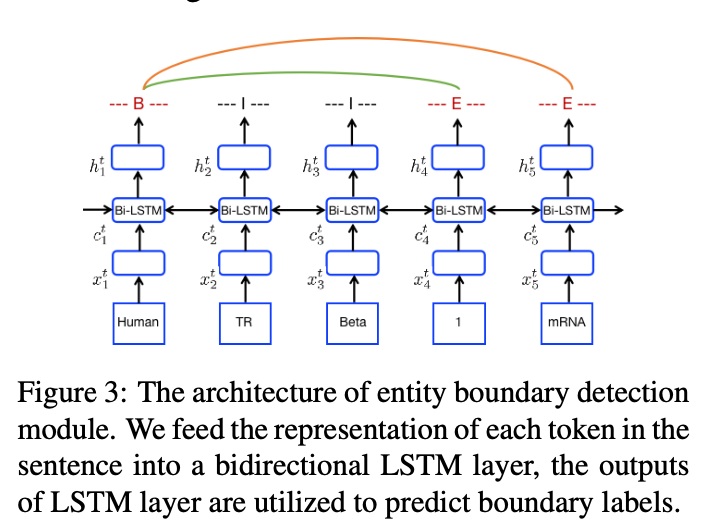 --- B --- --- I --- --- I --- --- E --- --- E ---
h_1^t h_2^t h_3^t h_4^t h_5^t
Bi-LSTM Bi-LSTM Bi-LSTM Bi-LSTM Bi-LSTM
c_1^t c_2^t c_3^t c_4^t c_5^t
x_1^t x_2^t x_3^t x_4^t x_5^t
Human TR Beta 1 mRNA
Figure 3: The architecture of entity boundary detection
module. We feed the representation of each token in the
sentence into a bidirectional LSTM layer, the outputs
of LSTM layer are utilized to predict boundary labels.